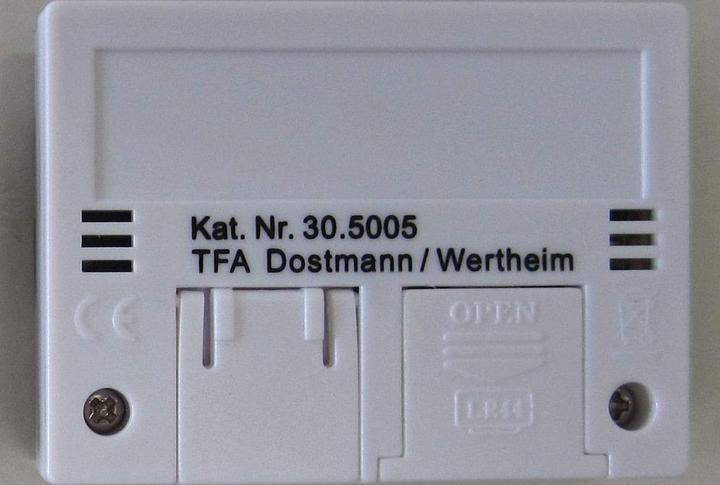 Kat. Nr. 30.5005
TFA Dostmann / Wertheim
CE
OPEN
LR44